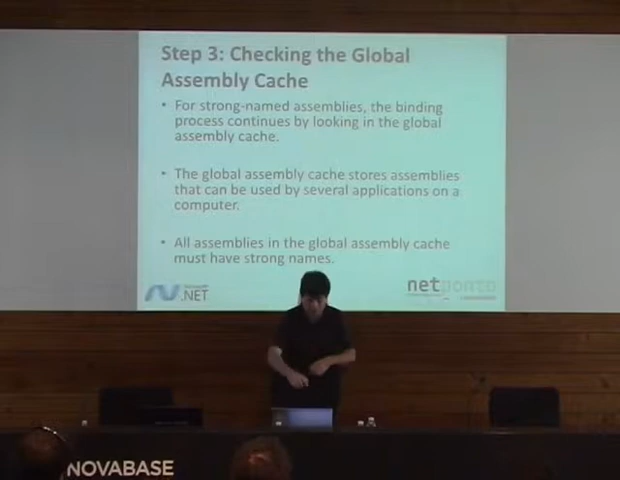 Step 3: Checking the Global
Assembly Cache
• For strong-named assemblies, the binding
process continues by looking in the global
assembly cache.
• The global assembly cache stores assemblies
that can be used by several applications on a
computer.
• All assemblies in the global assembly cache
must have strong names.
.NET
netponto
NOVABASE